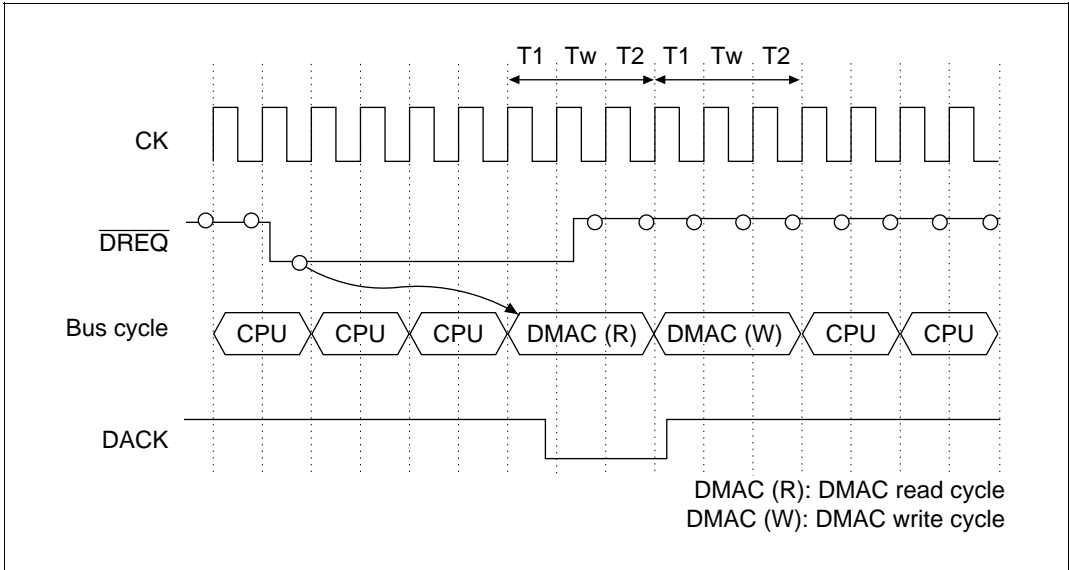 T1 Tw T2 T1 Tw T2
CK
DREQ
Bus cycle CPU CPU CPU DMAC (R) DMAC (W) CPU CPU
DACK
DMAC (R): DMAC read cycle
DMAC (W): DMAC write cycle